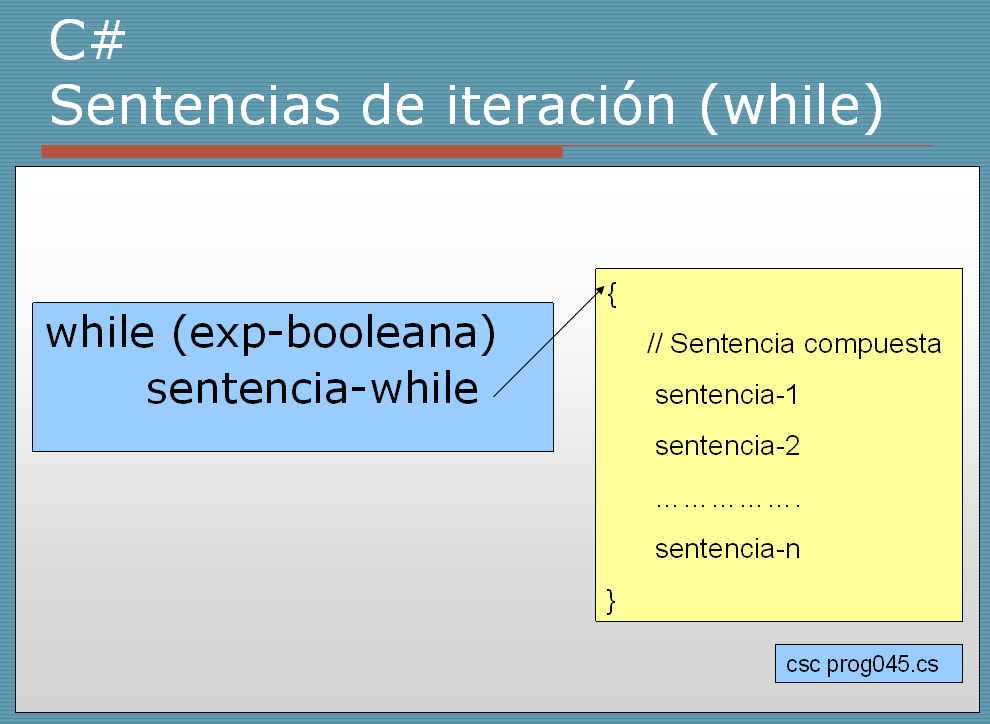 C#
Sentencias de iteración (while)
while (exp-booleana)
sentencia-while
{
// Sentencia compuesta
sentencia-1
sentencia-2
…………….
sentencia-n
}
csc prog045.cs